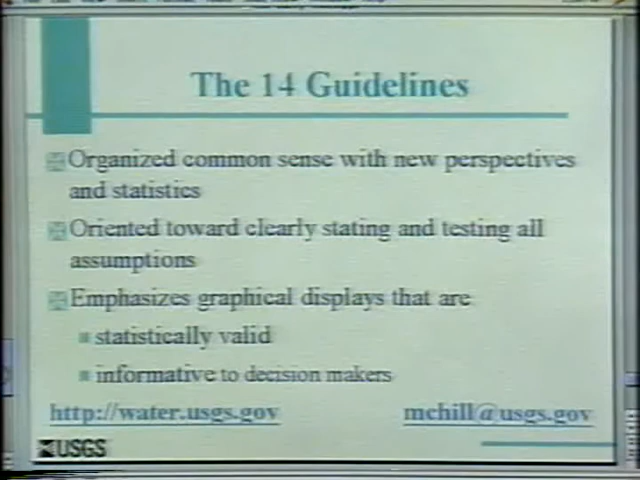 The 14 Guidelines
Organized common sense with new perspectives
and statistics
Oriented toward clearly stating and testing all
assumptions
Emphasizes graphical displays that are
statistically valid
informative to decision makers
http://water.usgs.gov
mchill@usgs.gov
USGS